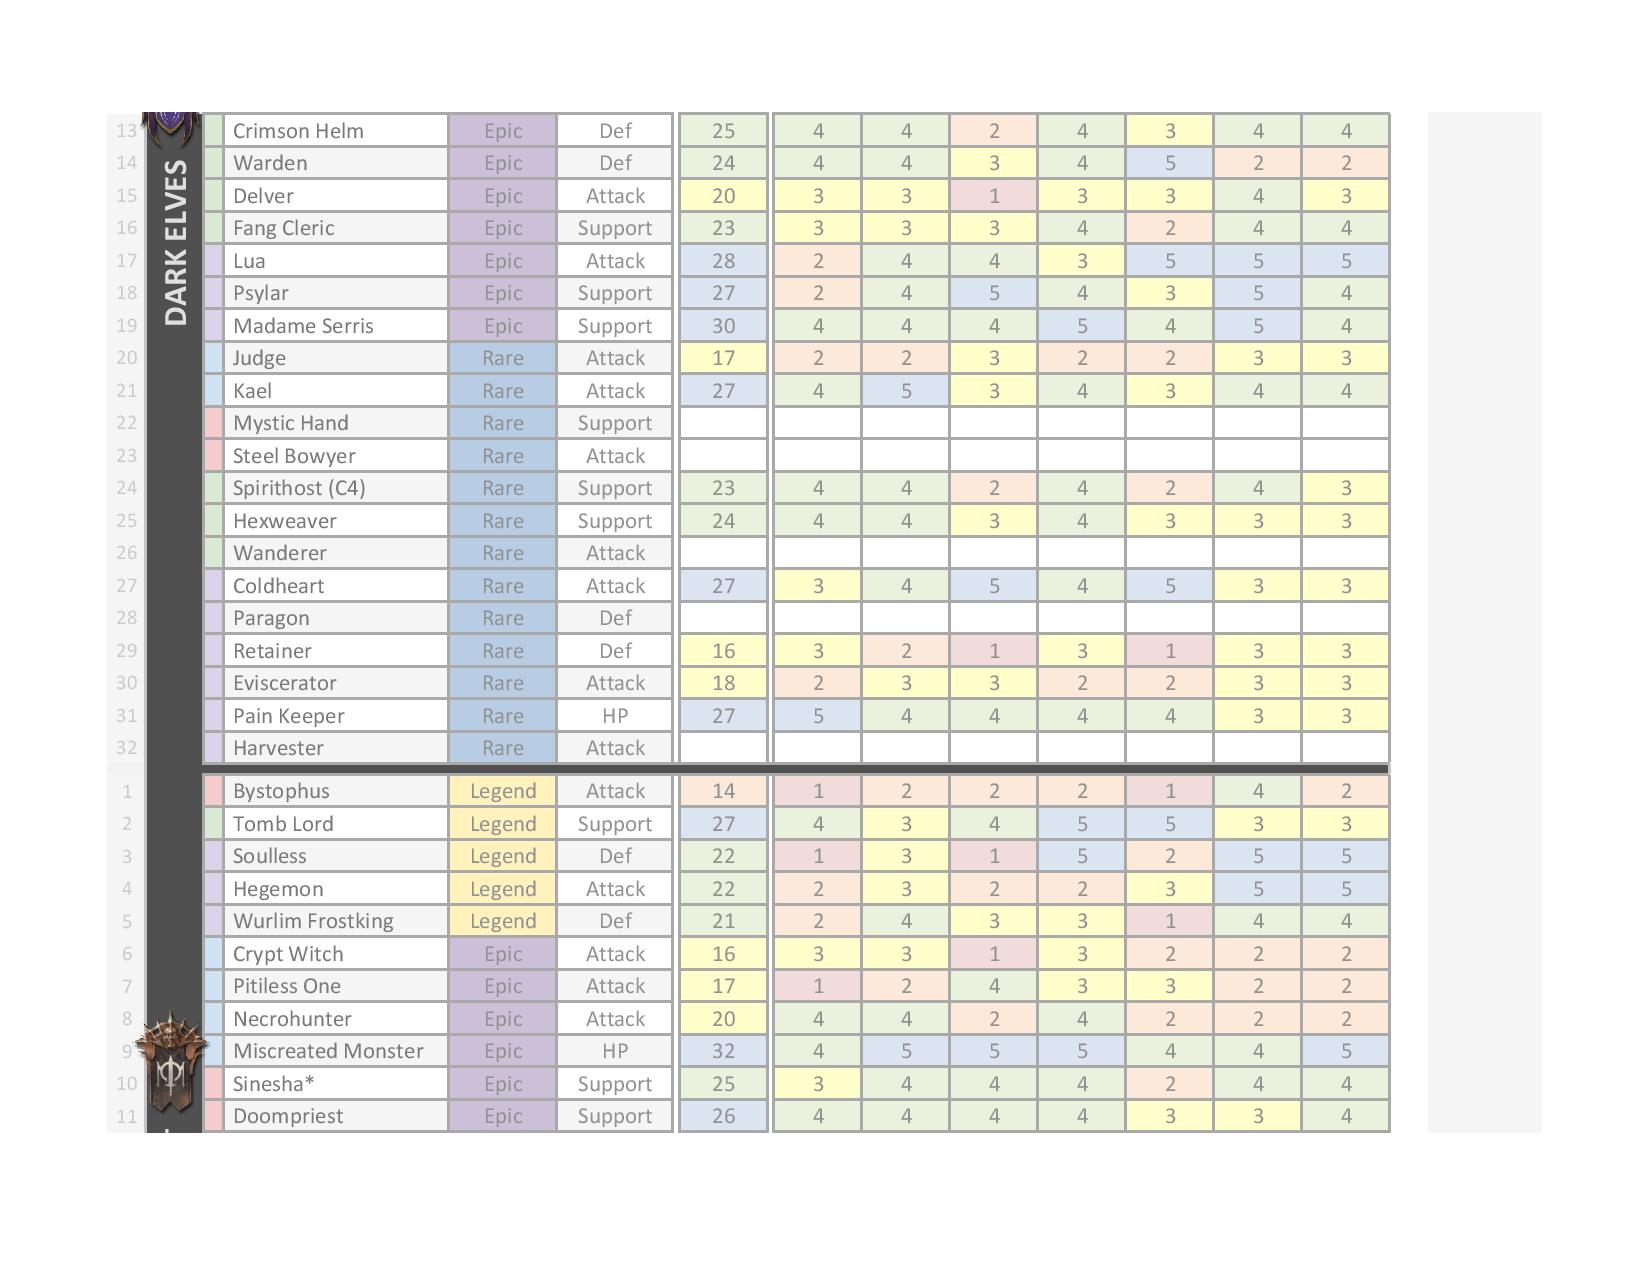 DARK ELVES
13 Crimson Helm Epic Def 25 4 4 2 4 3 4 4
14 Warden Epic Def 24 4 4 3 4 5 2 2
15 Delver Epic Attack 20 3 3 1 3 3 4 3
16 Fang Cleric Epic Support 23 3 3 3 4 2 4 4
17 Lua Epic Attack 28 2 4 4 3 5 5 5
18 Psylar Epic Support 27 2 4 5 4 3 5 4
19 Madame Serris Epic Support 30 4 4 4 5 4 5 4
20 Judge Rare Attack 17 2 2 3 2 2 3 3
21 Kael Rare Attack 27 4 5 3 4 3 4 4
22 Mystic Hand Rare Support
23 Steel Bowyer Rare Attack
24 Spirithost (C4) Rare Support 23 4 4 2 4 2 4 3
25 Hexweaver Rare Support 24 4 4 3 4 3 3 3
26 Wanderer Rare Attack
27 Coldheart Rare Attack 27 3 4 5 4 5 3 3
28 Paragon Rare Def
29 Retainer Rare Def 16 3 2 1 3 1 3 3
30 Eviscerator Rare Attack 18 2 3 3 2 2 3 3
31 Pain Keeper Rare HP 27 5 4 4 4 4 3 3
32 Harvester Rare Attack
1 Bystophus Legend Attack 14 1 2 2 2 1 4 2
2 Tomb Lord Legend Support 27 4 3 4 5 5 3 3
3 Soulless Legend Def 22 1 3 1 5 2 5 5
4 Hegemon Legend Attack 22 2 3 2 2 3 5 5
5 Wurlim Frostking Legend Def 21 2 4 3 3 1 4 4
6 Crypt Witch Epic Attack 16 3 3 1 3 2 2 2
7 Pitiless One Epic Attack 17 1 2 4 3 3 2 2
8 Necrohunter Epic Attack 20 4 4 2 4 2 2 2
9 Miscreated Monster Epic HP 32 4 5 5 5 4 4 5
10 Sinesha* Epic Support 25 3 4 4 4 2 4 4
11 Doompriest Epic Support 26 4 4 4 4 3 3 4